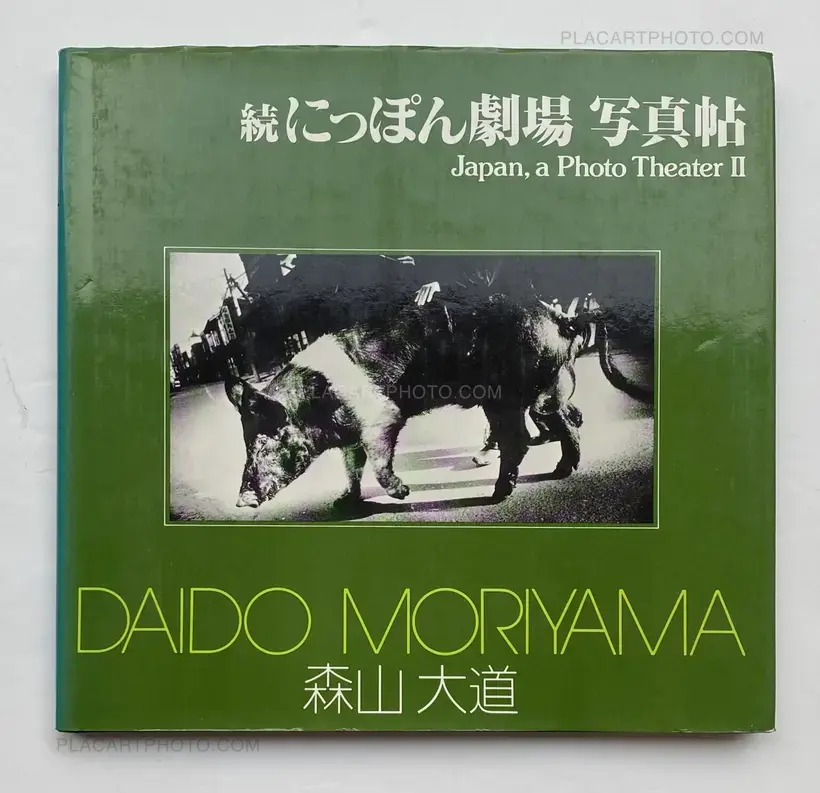 PLACARTPHOTO.COM
続にっぽん劇場 写真帖
Japan, a Photo Theater II
PLACARTPHOTO.COM
DAIDO MORIYAMA
森山 大道
PLACARTPHOTO.COM